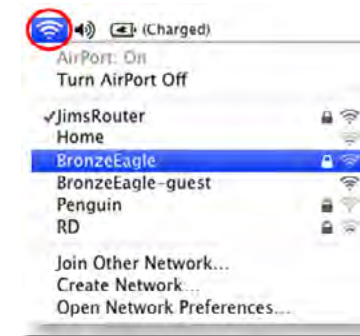 (Charged)
AirPort: On
Turn AirPort Off
✓JimsRouter
Home
BronzeEagle
BronzeEagle-guest
Penguin
RD
Join Other Network...
Create Network...
Open Network Preferences...